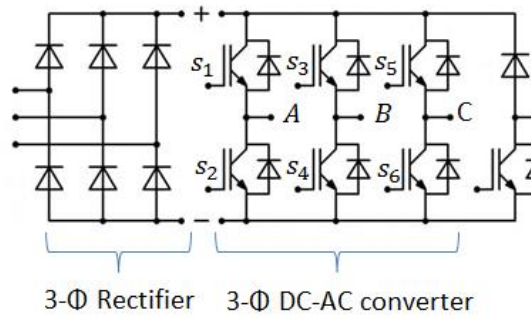 +
s₁ s₃ s₅
A B C
s₂ s₄ s₆
−
3-Φ Rectifier 3-Φ DC-AC converter